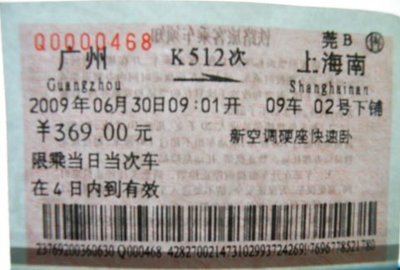 Q0000468 莞B
广州 K512次 上海南
Guangzhou Shanghainan
2009年06月30日09:01开 09车 02号下铺
¥369.00元 新空调硬座快速卧
限乘当日当次车
在4日内到有效